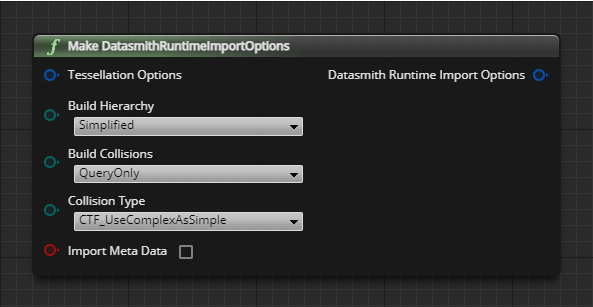 Make DatasmithRuntimeImportOptions
Tessellation Options
Datasmith Runtime Import Options
Build Hierarchy
Simplified
Build Collisions
QueryOnly
Collision Type
CTF_UseComplexAsSimple
Import Meta Data